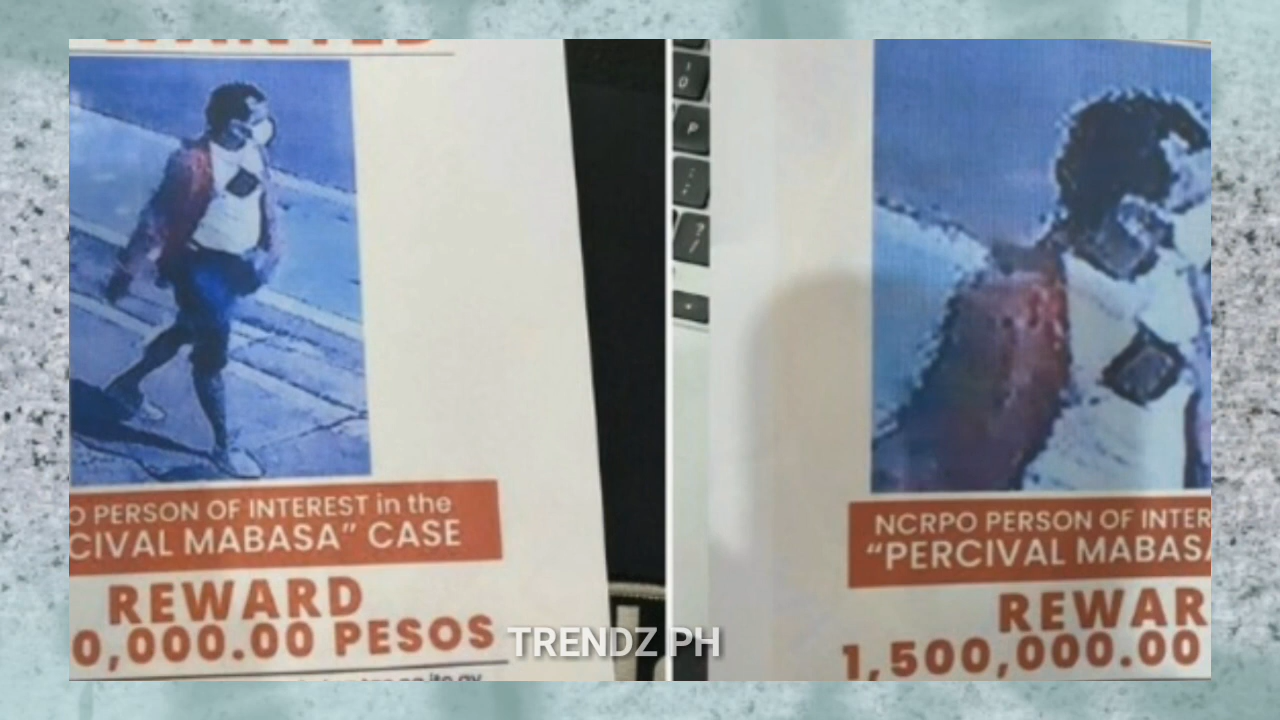 WANTED
O PERSON OF INTEREST in the
CIVAL MABASA” CASE
REWARD
0,000.00 PESOS
NCRPO PERSON OF INTER
“PERCIVAL MABASA
REWAR
1,500,000.00
TRENDZ PH
P